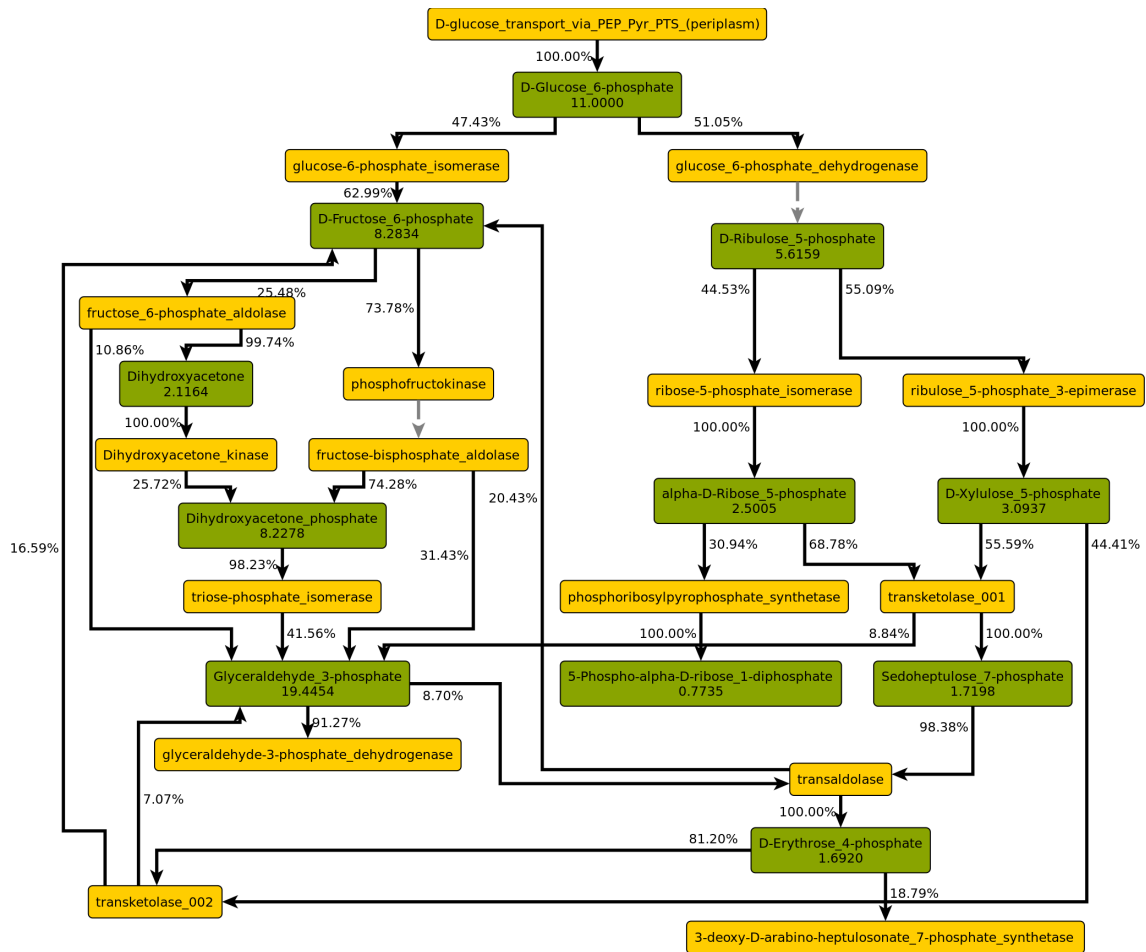 D-glucose_transport_via_PEP_Pyr_PTS_(periplasm)
100.00%
D-Glucose_6-phosphate
11.0000
47.43%
51.05%
glucose-6-phosphate_isomerase
glucose_6-phosphate_dehydrogenase
62.99%
D-Fructose_6-phosphate
8.2834
D-Ribulose_5-phosphate
5.6159
25.48%
73.78%
44.53%
55.09%
fructose_6-phosphate_aldolase
10.86%
99.74%
Dihydroxyacetone
2.1164
phosphofructokinase
ribose-5-phosphate_isomerase
ribulose_5-phosphate_3-epimerase
100.00%
100.00%
100.00%
Dihydroxyacetone_kinase
fructose-bisphosphate_aldolase
25.72%
74.28%
20.43%
alpha-D-Ribose_5-phosphate
2.5005
D-Xylulose_5-phosphate
3.0937
Dihydroxyacetone_phosphate
8.2278
16.59%
31.43%
30.94%
68.78%
55.59%
44.41%
98.23%
triose-phosphate_isomerase
phosphoribosylpyrophosphate_synthetase
transketolase_001
41.56%
100.00%
8.84%
100.00%
Glyceraldehyde_3-phosphate
19.4454
5-Phospho-alpha-D-ribose_1-diphosphate
0.7735
Sedoheptulose_7-phosphate
1.7198
8.70%
91.27%
98.38%
glyceraldehyde-3-phosphate_dehydrogenase
transaldolase
7.07%
100.00%
81.20%
D-Erythrose_4-phosphate
1.6920
transketolase_002
18.79%
3-deoxy-D-arabino-heptulosonate_7-phosphate_synthetase